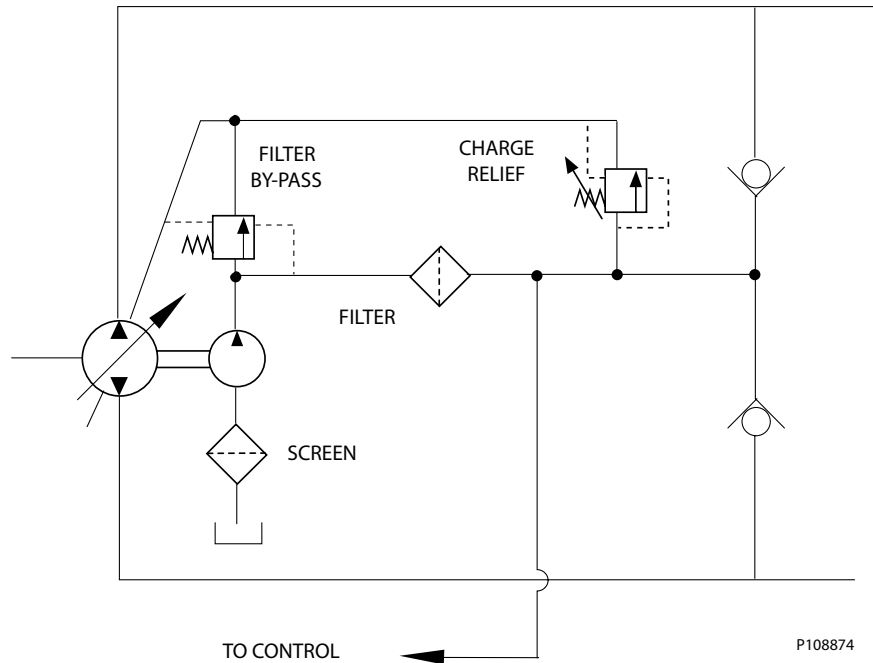 FILTER
BY-PASS
CHARGE
RELIEF
FILTER
SCREEN
TO CONTROL
P108874